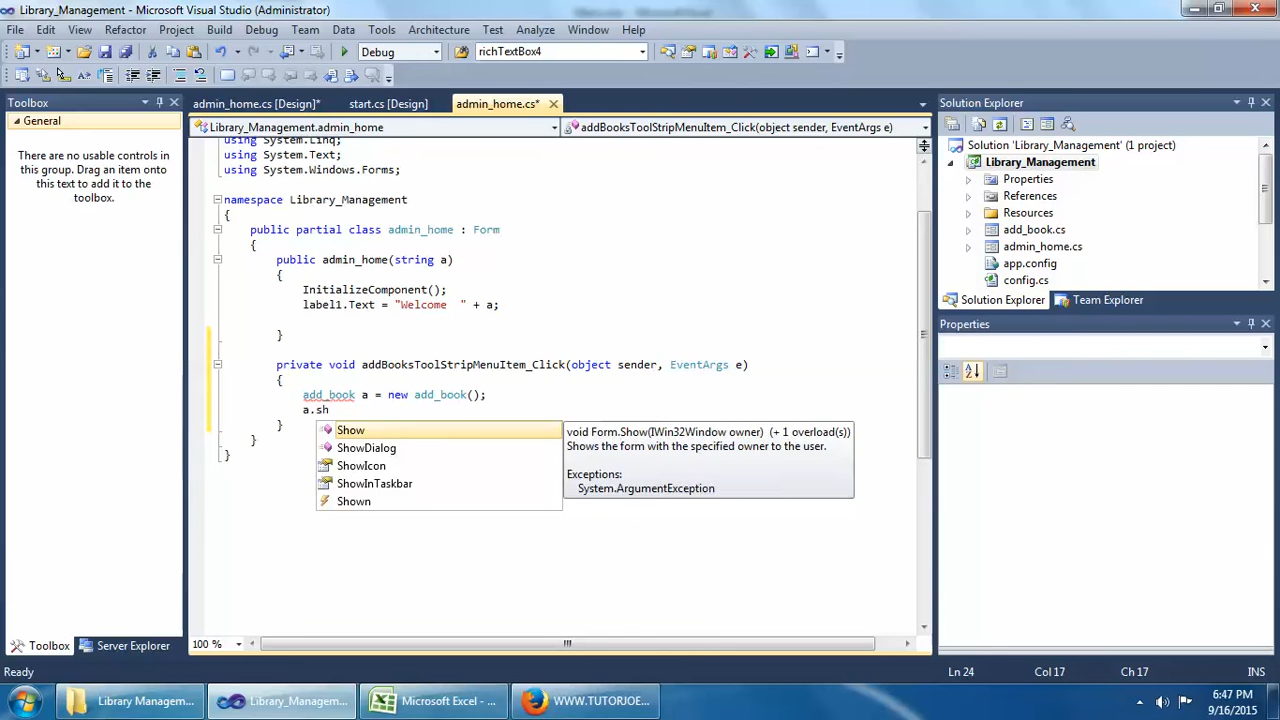 Library_Management - Microsoft Visual Studio (Administrator)
File Edit View Refactor Project Build Debug Team Data Tools Architecture Test Analyze Window Help
Debug richTextBox4
Toolbox
General
There are no usable controls in
this group. Drag an item onto
this text to add it to the
toolbox.
Toolbox Server Explorer
admin_home.cs [Design]* start.cs [Design] admin_home.cs*
Library_Management.admin_home addBooksToolStripMenuItem_Click(object sender, EventArgs e)
using System.Linq;
using System.Text;
using System.Windows.Forms;
namespace Library_Management
{
public partial class admin_home : Form
{
public admin_home(string a)
{
InitializeComponent();
label1.Text = "Welcome  " + a;
}
private void addBooksToolStripMenuItem_Click(object sender, EventArgs e)
{
add_book a = new add_book();
a.sh
}
}
}
Show
ShowDialog
ShowIcon
ShowInTaskbar
Shown
void Form.Show(IWin32Window owner) (+ 1 overload(s))
Shows the form with the specified owner to the user.
Exceptions:
System.ArgumentException
100 %
Solution Explorer
Solution 'Library_Management' (1 project)
Library_Management
Properties
References
Resources
add_book.cs
admin_home.cs
app.config
config.cs
Solution Explorer Team Explorer
Properties
Ready Ln 24 Col 17 Ch 17 INS
Library Managem... Library_Managem... Microsoft Excel - ... WWW.TUTORJOE...
6:47 PM
9/16/2015